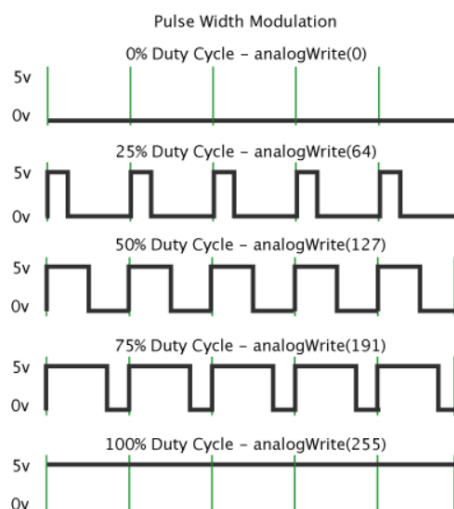 Pulse Width Modulation
0% Duty Cycle – analogWrite(0)
5v
0v
25% Duty Cycle – analogWrite(64)
5v
0v
50% Duty Cycle – analogWrite(127)
5v
0v
75% Duty Cycle – analogWrite(191)
5v
0v
100% Duty Cycle – analogWrite(255)
5v
0v